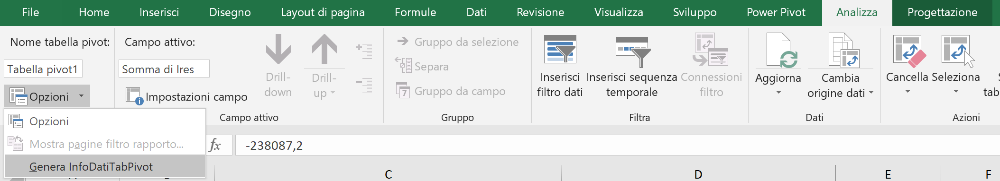 File Home Inserisci Disegno Layout di pagina Formule Dati Revisione Visualizza Sviluppo Power Pivot Analizza Progettazione
Nome tabella pivot:
Tabella pivot1
Opzioni
Campo attivo:
Somma di Ires
Impostazioni campo
Drill-
down
Drill-
up
Campo attivo
Gruppo da selezione
Separa
7 Gruppo da campo
Gruppo
Inserisci
filtro dati
Inserisci sequenza
temporale
Connessioni
filtro
Filtra
Aggiorna
Cambia
origine dati
Dati
Cancella
Seleziona
Azioni
Opzioni
Mostra pagine filtro rapporto...
Genera InfoDatiTabPivot
fx -238087,2
C D E F